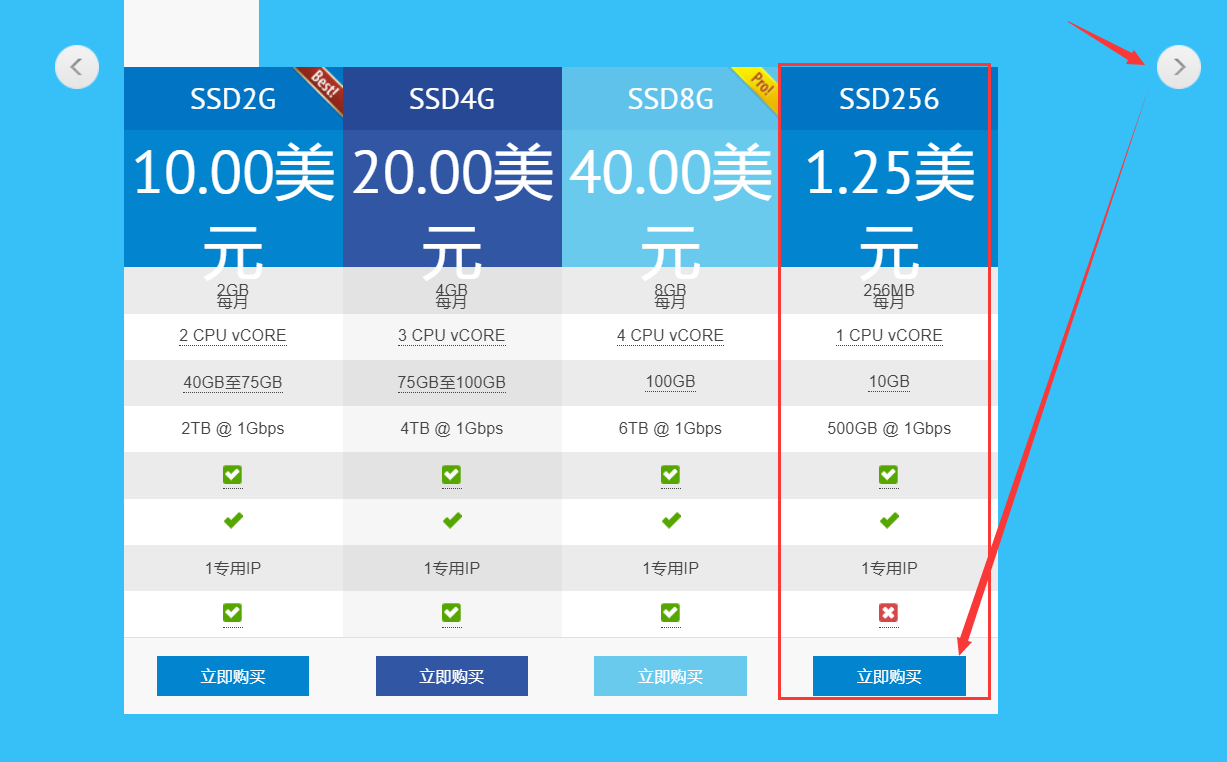 SSD2G
Best!
SSD4G
SSD8G
Pro!
SSD256
10.00美
元
20.00美
元
40.00美
元
1.25美
元
2GB
每月
4GB
每月
8GB
每月
256MB
每月
2 CPU vCORE
3 CPU vCORE
4 CPU vCORE
1 CPU vCORE
40GB至75GB
75GB至100GB
100GB
10GB
2TB @ 1Gbps
4TB @ 1Gbps
6TB @ 1Gbps
500GB @ 1Gbps
1专用IP
1专用IP
1专用IP
1专用IP
立即购买
立即购买
立即购买
立即购买